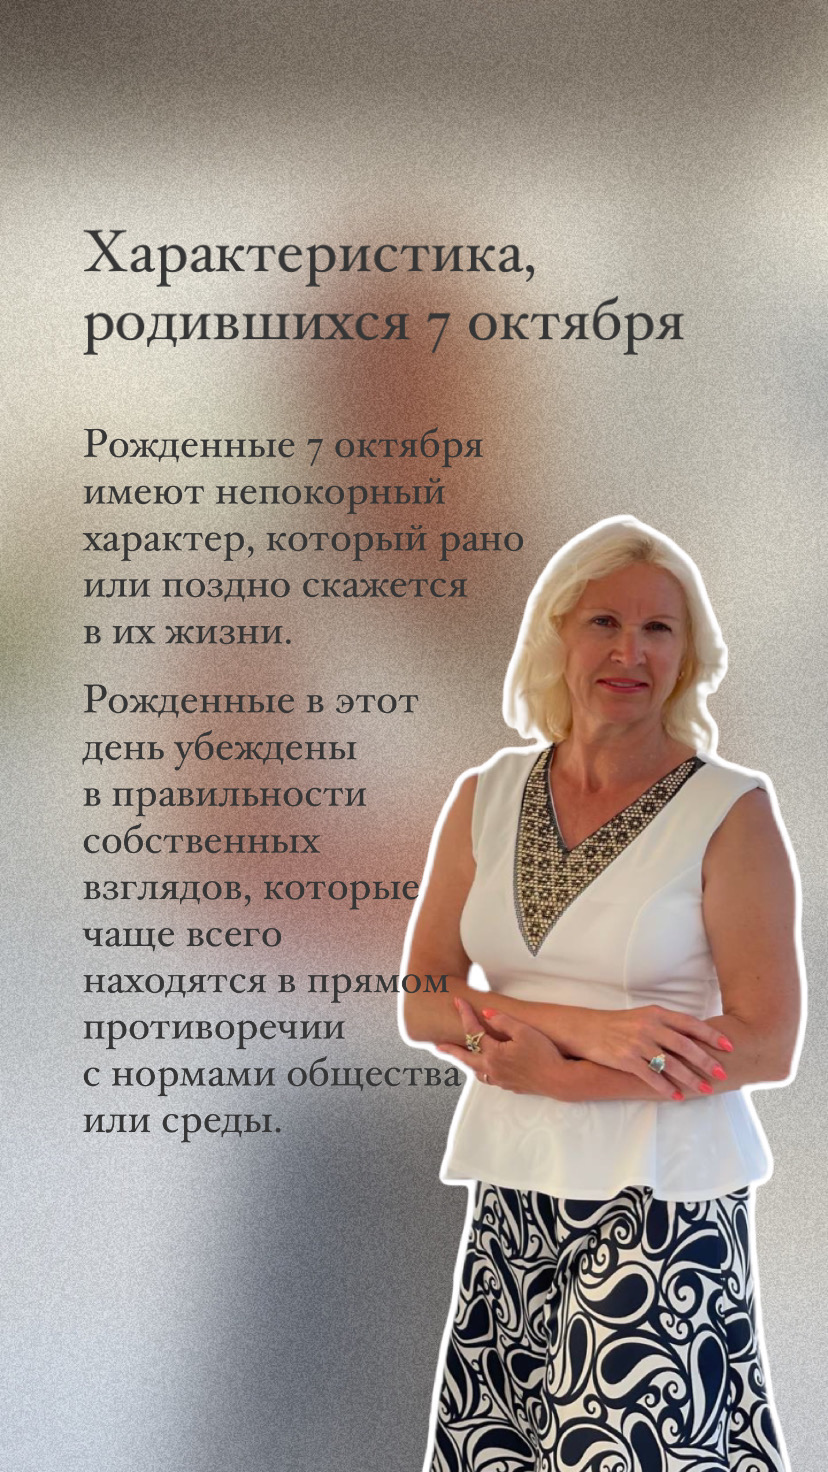 Характеристика,
родившихся 7 октября
Рожденные 7 октября
имеют непокорный
характер, который рано
или поздно скажется
в их жизни.
Рожденные в этот
день убеждены
в правильности
собственных
взглядов, которые
чаще всего
находятся в прямом
противоречии
с нормами общества
или среды.